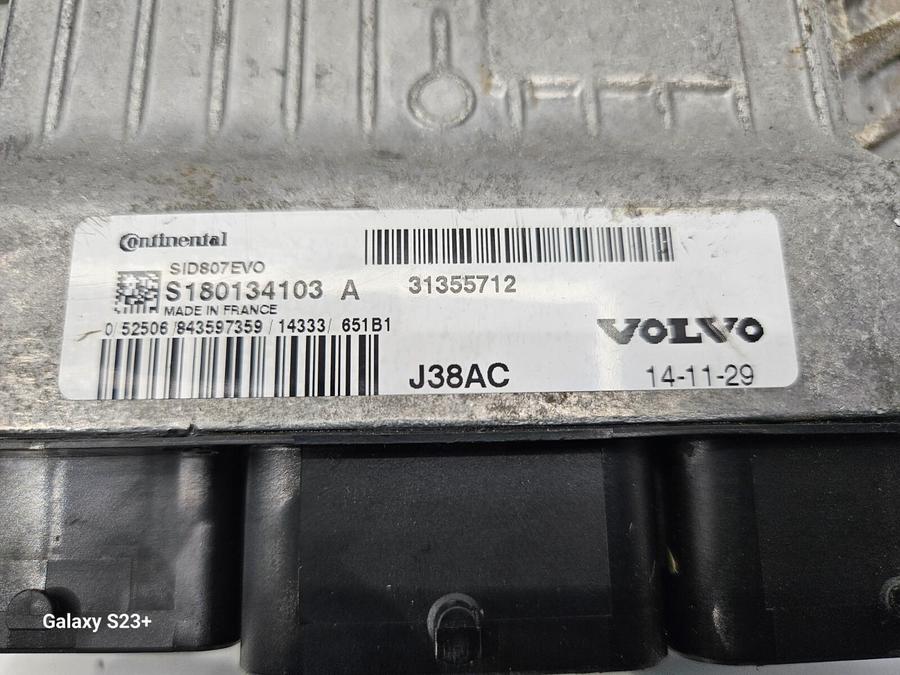 Continental
SID807EVO
S180134103 A
31355712
MADE IN FRANCE
0/52506/843597359/14333/651B1
VOLVO
J38AC
14-11-29
Galaxy S23+